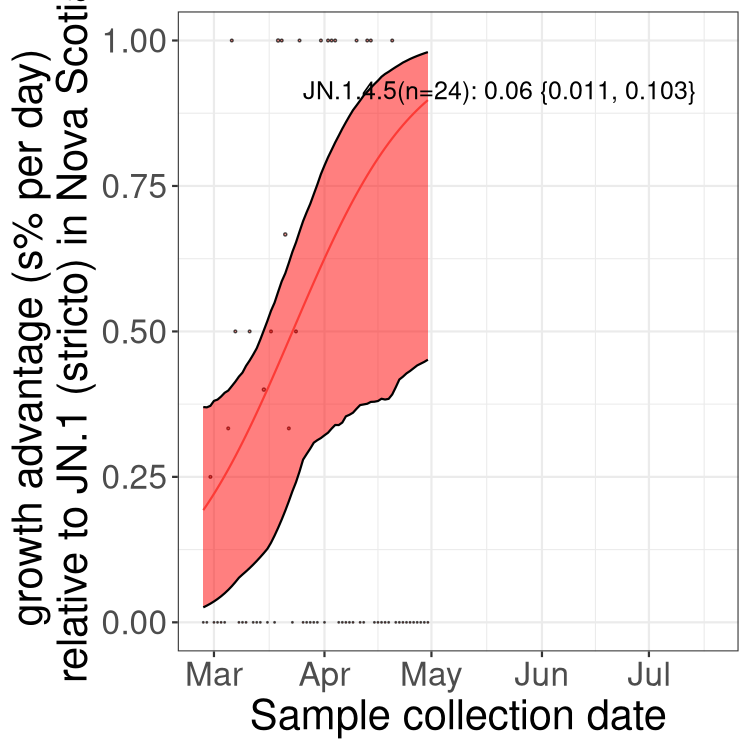 growth advantage (s% per day)
relative to JN.1 (stricto) in Nova Scotia
1.00
0.75
0.50
0.25
0.00
JN.1.4.5(n=24): 0.06 {0.011, 0.103}
Mar Apr May Jun Jul
Sample collection date